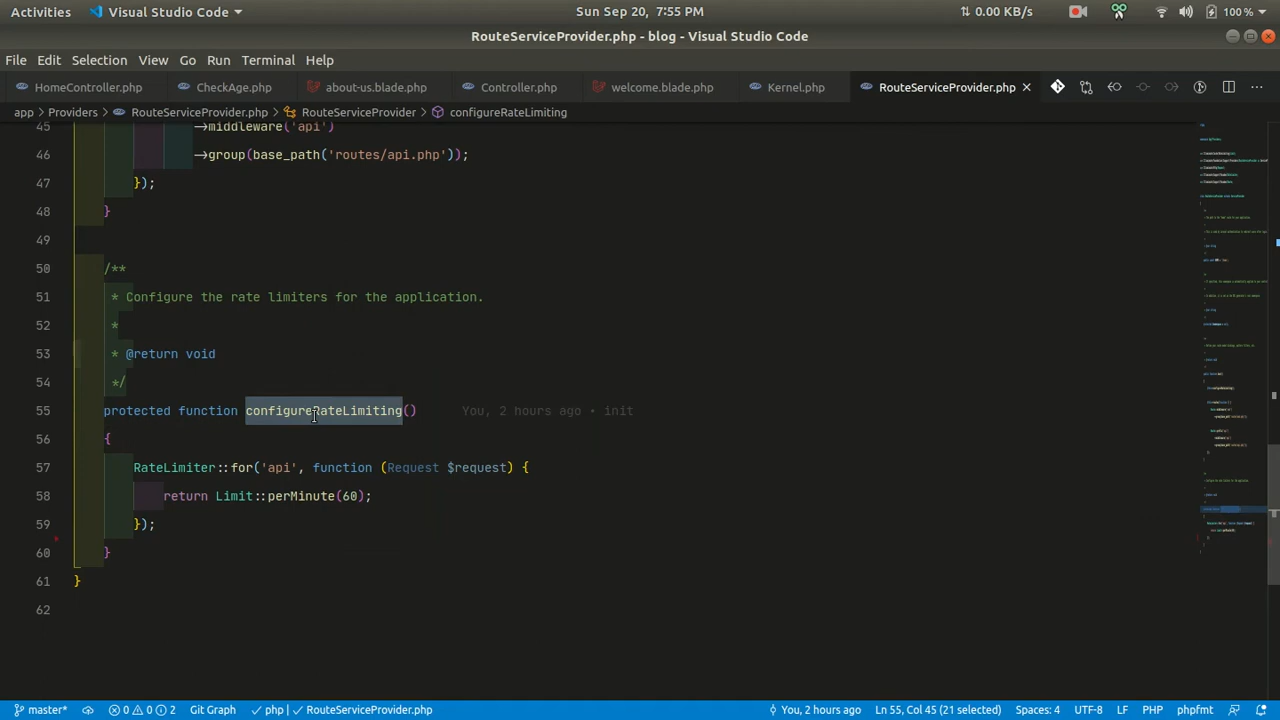 Activities Visual Studio Code Sun Sep 20, 7:55 PM 0.00 KB/s 100 %
RouteServiceProvider.php - blog - Visual Studio Code
File Edit Selection View Go Run Terminal Help
HomeController.php CheckAge.php about-us.blade.php Controller.php welcome.blade.php Kernel.php RouteServiceProvider.php
app > Providers > RouteServiceProvider.php > RouteServiceProvider > configureRateLimiting
45 →middleware('api')
46 →group(base_path('routes/api.php'));
47 });
48 }
49
50 /**
51 * Configure the rate limiters for the application.
52 *
53 * @return void
54 */
55 protected function configureRateLimiting() You, 2 hours ago • init
56 {
57 RateLimiter::for('api', function (Request $request) {
58 return Limit::perMinute(60);
59 });
60 }
61 }
62
master* 0 0 2 Git Graph ✓ php | ✓ RouteServiceProvider.php You, 2 hours ago Ln 55, Col 45 (21 selected) Spaces: 4 UTF-8 LF PHP phpfmt